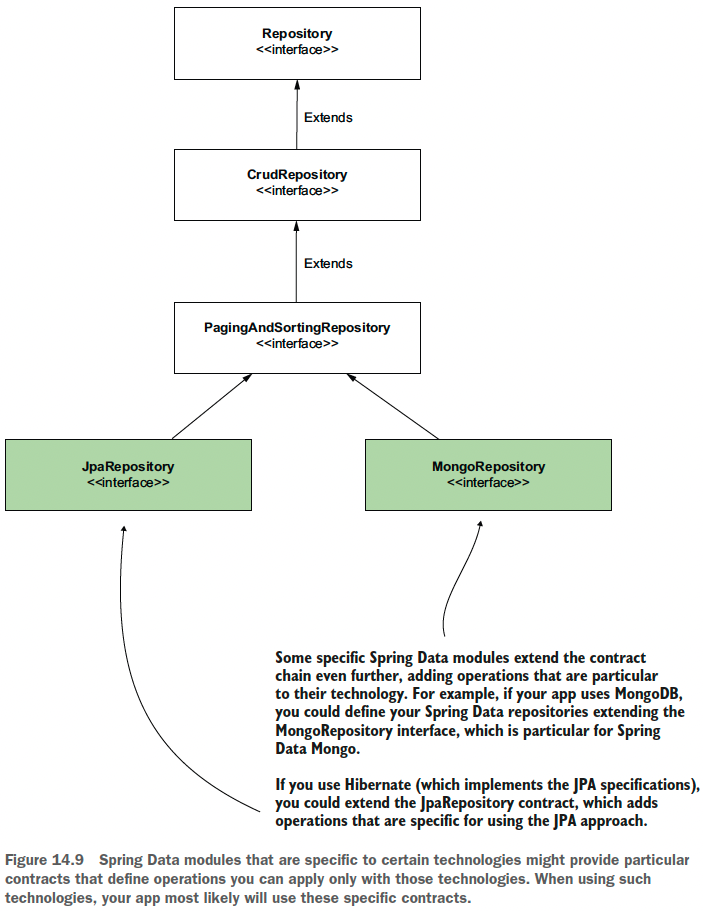 Repository
<<interface>>
Extends
CrudRepository
<<interface>>
Extends
PagingAndSortingRepository
<<interface>>
JpaRepository
<<interface>>
MongoRepository
<<interface>>
Some specific Spring Data modules extend the contract
chain even further, adding operations that are particular
to their technology. For example, if your app uses MongoDB,
you could define your Spring Data repositories extending the
MongoRepository interface, which is particular for Spring
Data Mongo.
If you use Hibernate (which implements the JPA specifications),
you could extend the JpaRepository contract, which adds
operations that are specific for using the JPA approach.
Figure 14.9 Spring Data modules that are specific to certain technologies might provide particular
contracts that define operations you can apply only with those technologies. When using such
technologies, your app most likely will use these specific contracts.